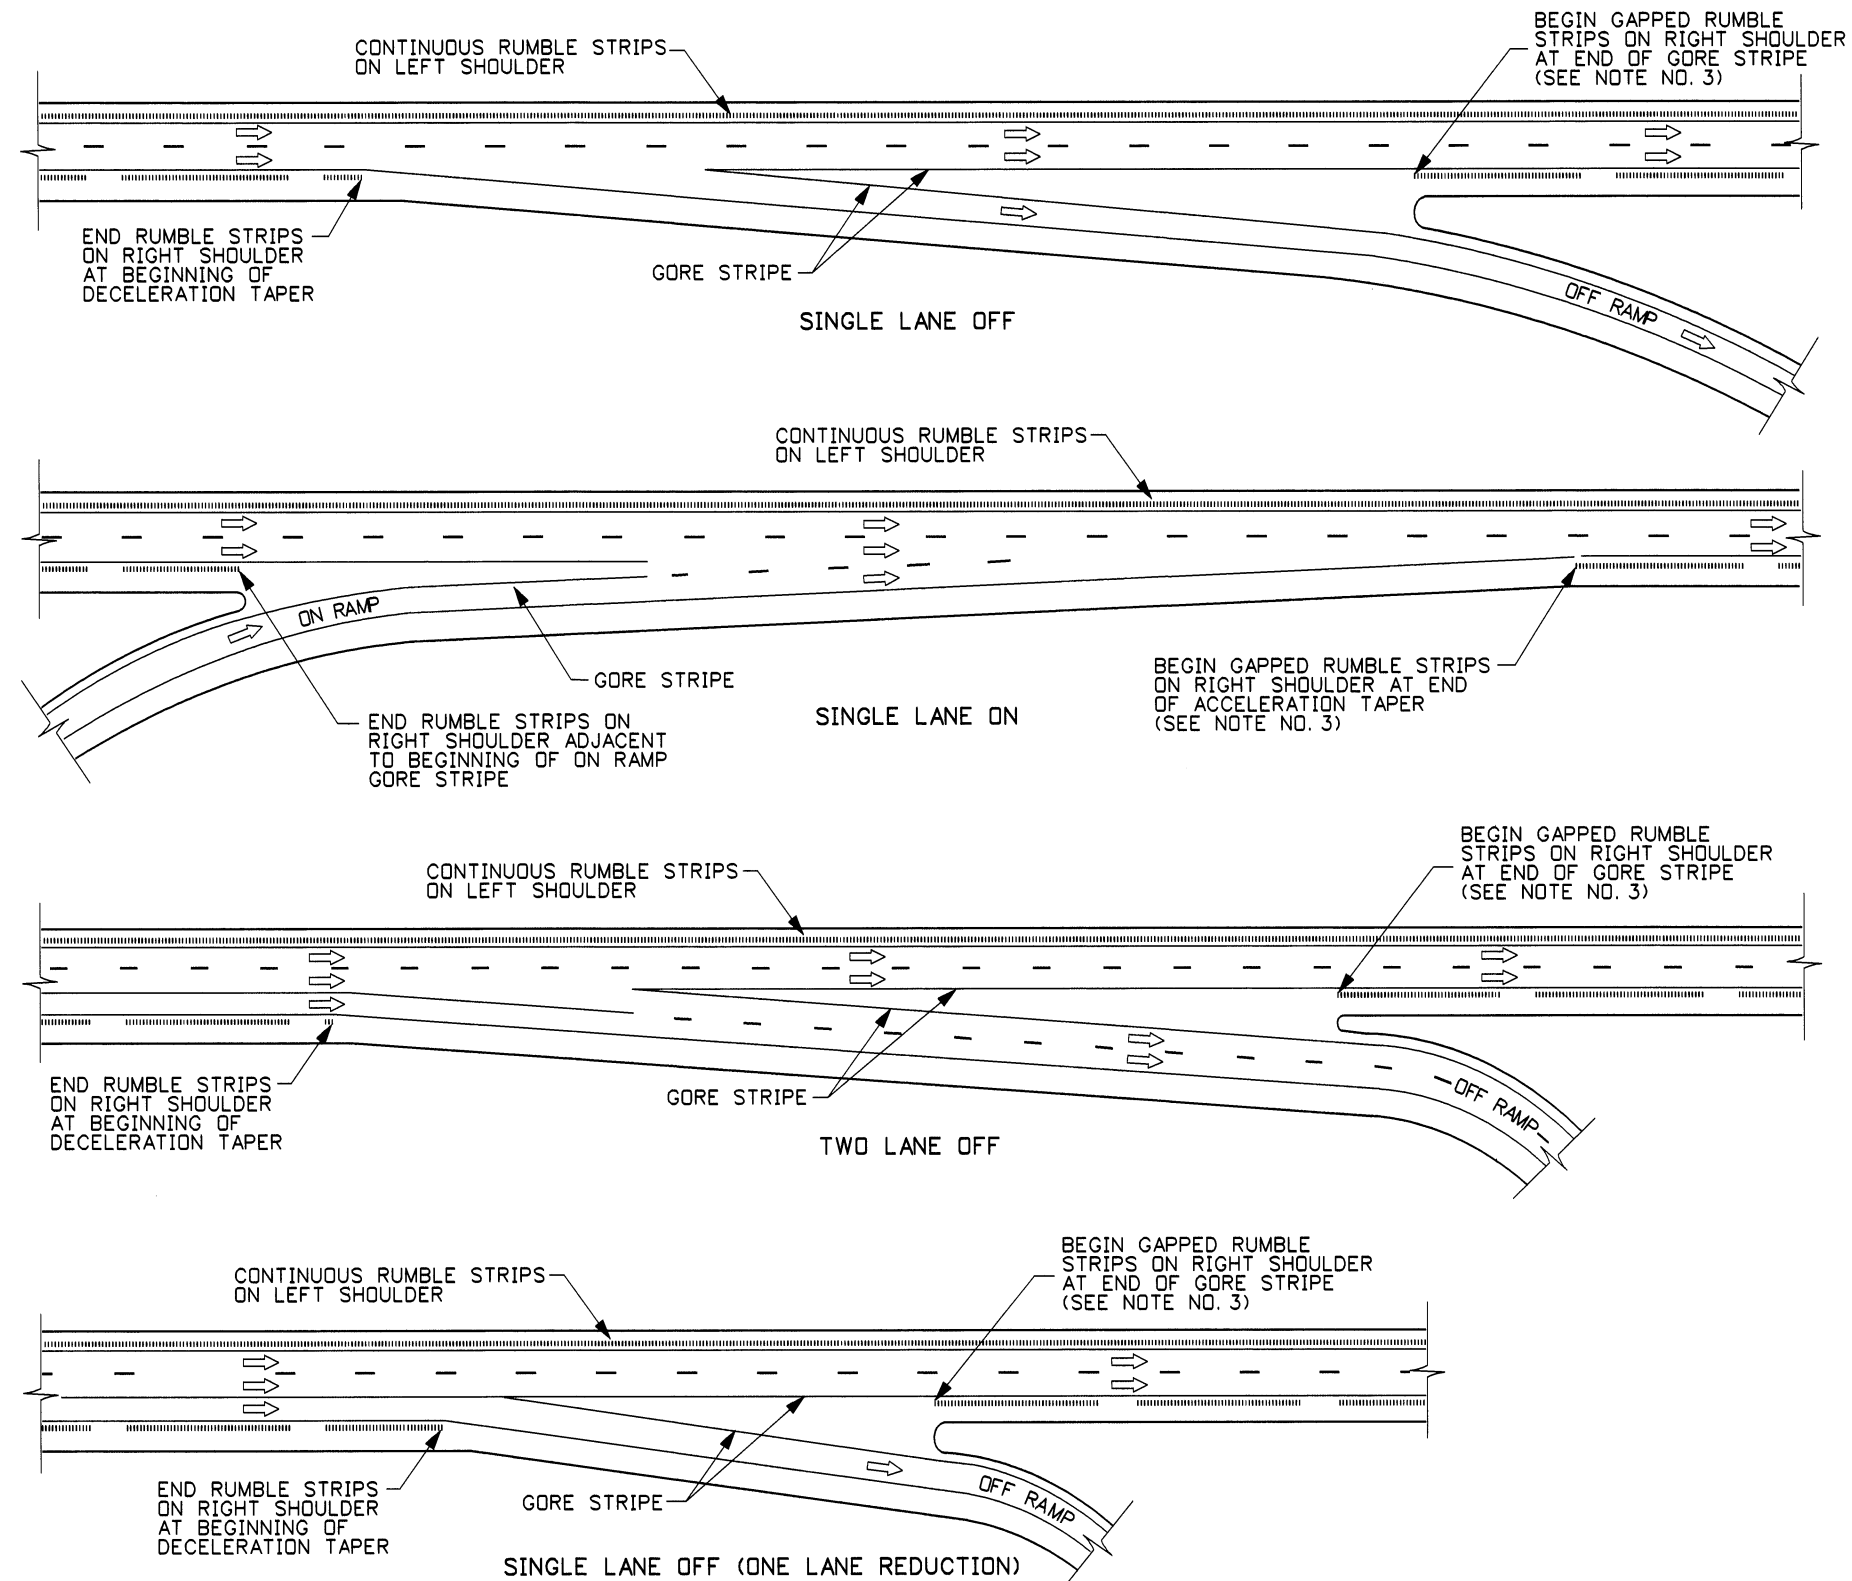 CONTINUOUS RUMBLE STRIPS
ON LEFT SHOULDER
BEGIN GAPPED RUMBLE
STRIPS ON RIGHT SHOULDER
AT END OF GORE STRIPE
(SEE NOTE NO. 3)
END RUMBLE STRIPS
ON RIGHT SHOULDER
AT BEGINNING OF
DECELERATION TAPER
GORE STRIPE
OFF RAMP
SINGLE LANE OFF
CONTINUOUS RUMBLE STRIPS
ON LEFT SHOULDER
ON RAMP
GORE STRIPE
BEGIN GAPPED RUMBLE STRIPS
ON RIGHT SHOULDER AT END
OF ACCELERATION TAPER
(SEE NOTE NO. 3)
END RUMBLE STRIPS ON
RIGHT SHOULDER ADJACENT
TO BEGINNING OF ON RAMP
GORE STRIPE
SINGLE LANE ON
CONTINUOUS RUMBLE STRIPS
ON LEFT SHOULDER
BEGIN GAPPED RUMBLE
STRIPS ON RIGHT SHOULDER
AT END OF GORE STRIPE
(SEE NOTE NO. 3)
END RUMBLE STRIPS
ON RIGHT SHOULDER
AT BEGINNING OF
DECELERATION TAPER
GORE STRIPE
OFF RAMP
TWO LANE OFF
CONTINUOUS RUMBLE STRIPS
ON LEFT SHOULDER
BEGIN GAPPED RUMBLE
STRIPS ON RIGHT SHOULDER
AT END OF GORE STRIPE
(SEE NOTE NO. 3)
END RUMBLE STRIPS
ON RIGHT SHOULDER
AT BEGINNING OF
DECELERATION TAPER
GORE STRIPE
OFF RAMP
SINGLE LANE OFF (ONE LANE REDUCTION)